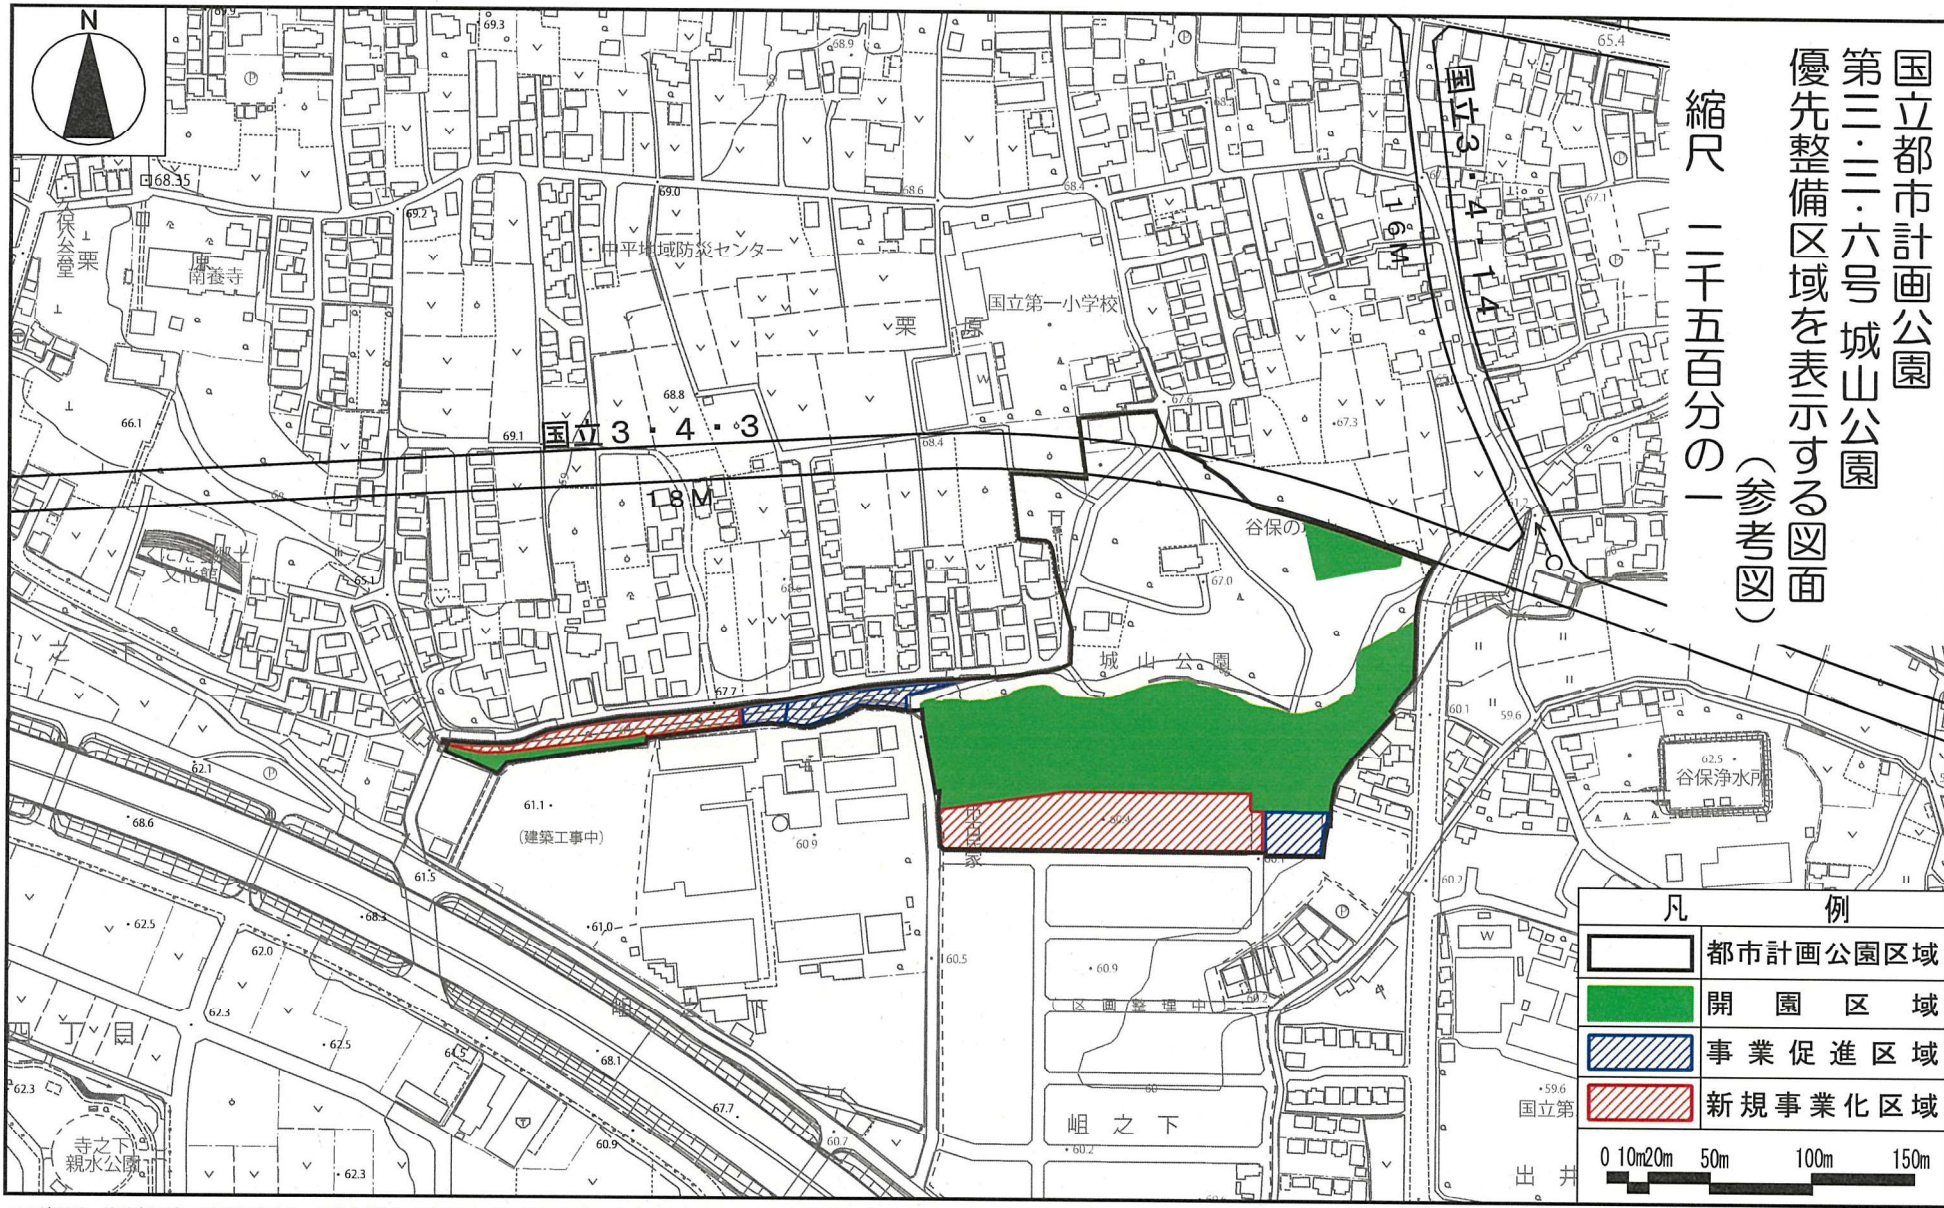 国立都市計画公園
第三・三・六号 城山公園
優先整備区域を表示する図面
（参考図）
縮尺 二千五百分の一
N
国立3・4・14
16M
国立3・4・3
18M
65.4
69.3
68.9
68.35
69.2
69.0
68.6
68.4
67.1
南養寺
中平地域防災センター
国立第一小学校
栗原
W
68.8
66.1
69.1
68.4
67.6
67.3
65.1
67.0
城山公園
67.7
62.1
61.1
(建築工事中)
60.9
60.1
59.6
62.5
谷保浄水所
68.6
61.5
68.3
62.5
62.0
61.0
60.5
60.9
60.2
W
区画整理中
四丁目
62.3
62.5
61.5
68.1
60
59.6
国立第
62.3
67.7
岨之下
60.9
60.7
60.2
寺之下
親水公園
62.3
出井
凡例
都市計画公園区域
開園区域
事業促進区域
新規事業化区域
0 10m 20m 50m 100m 150m